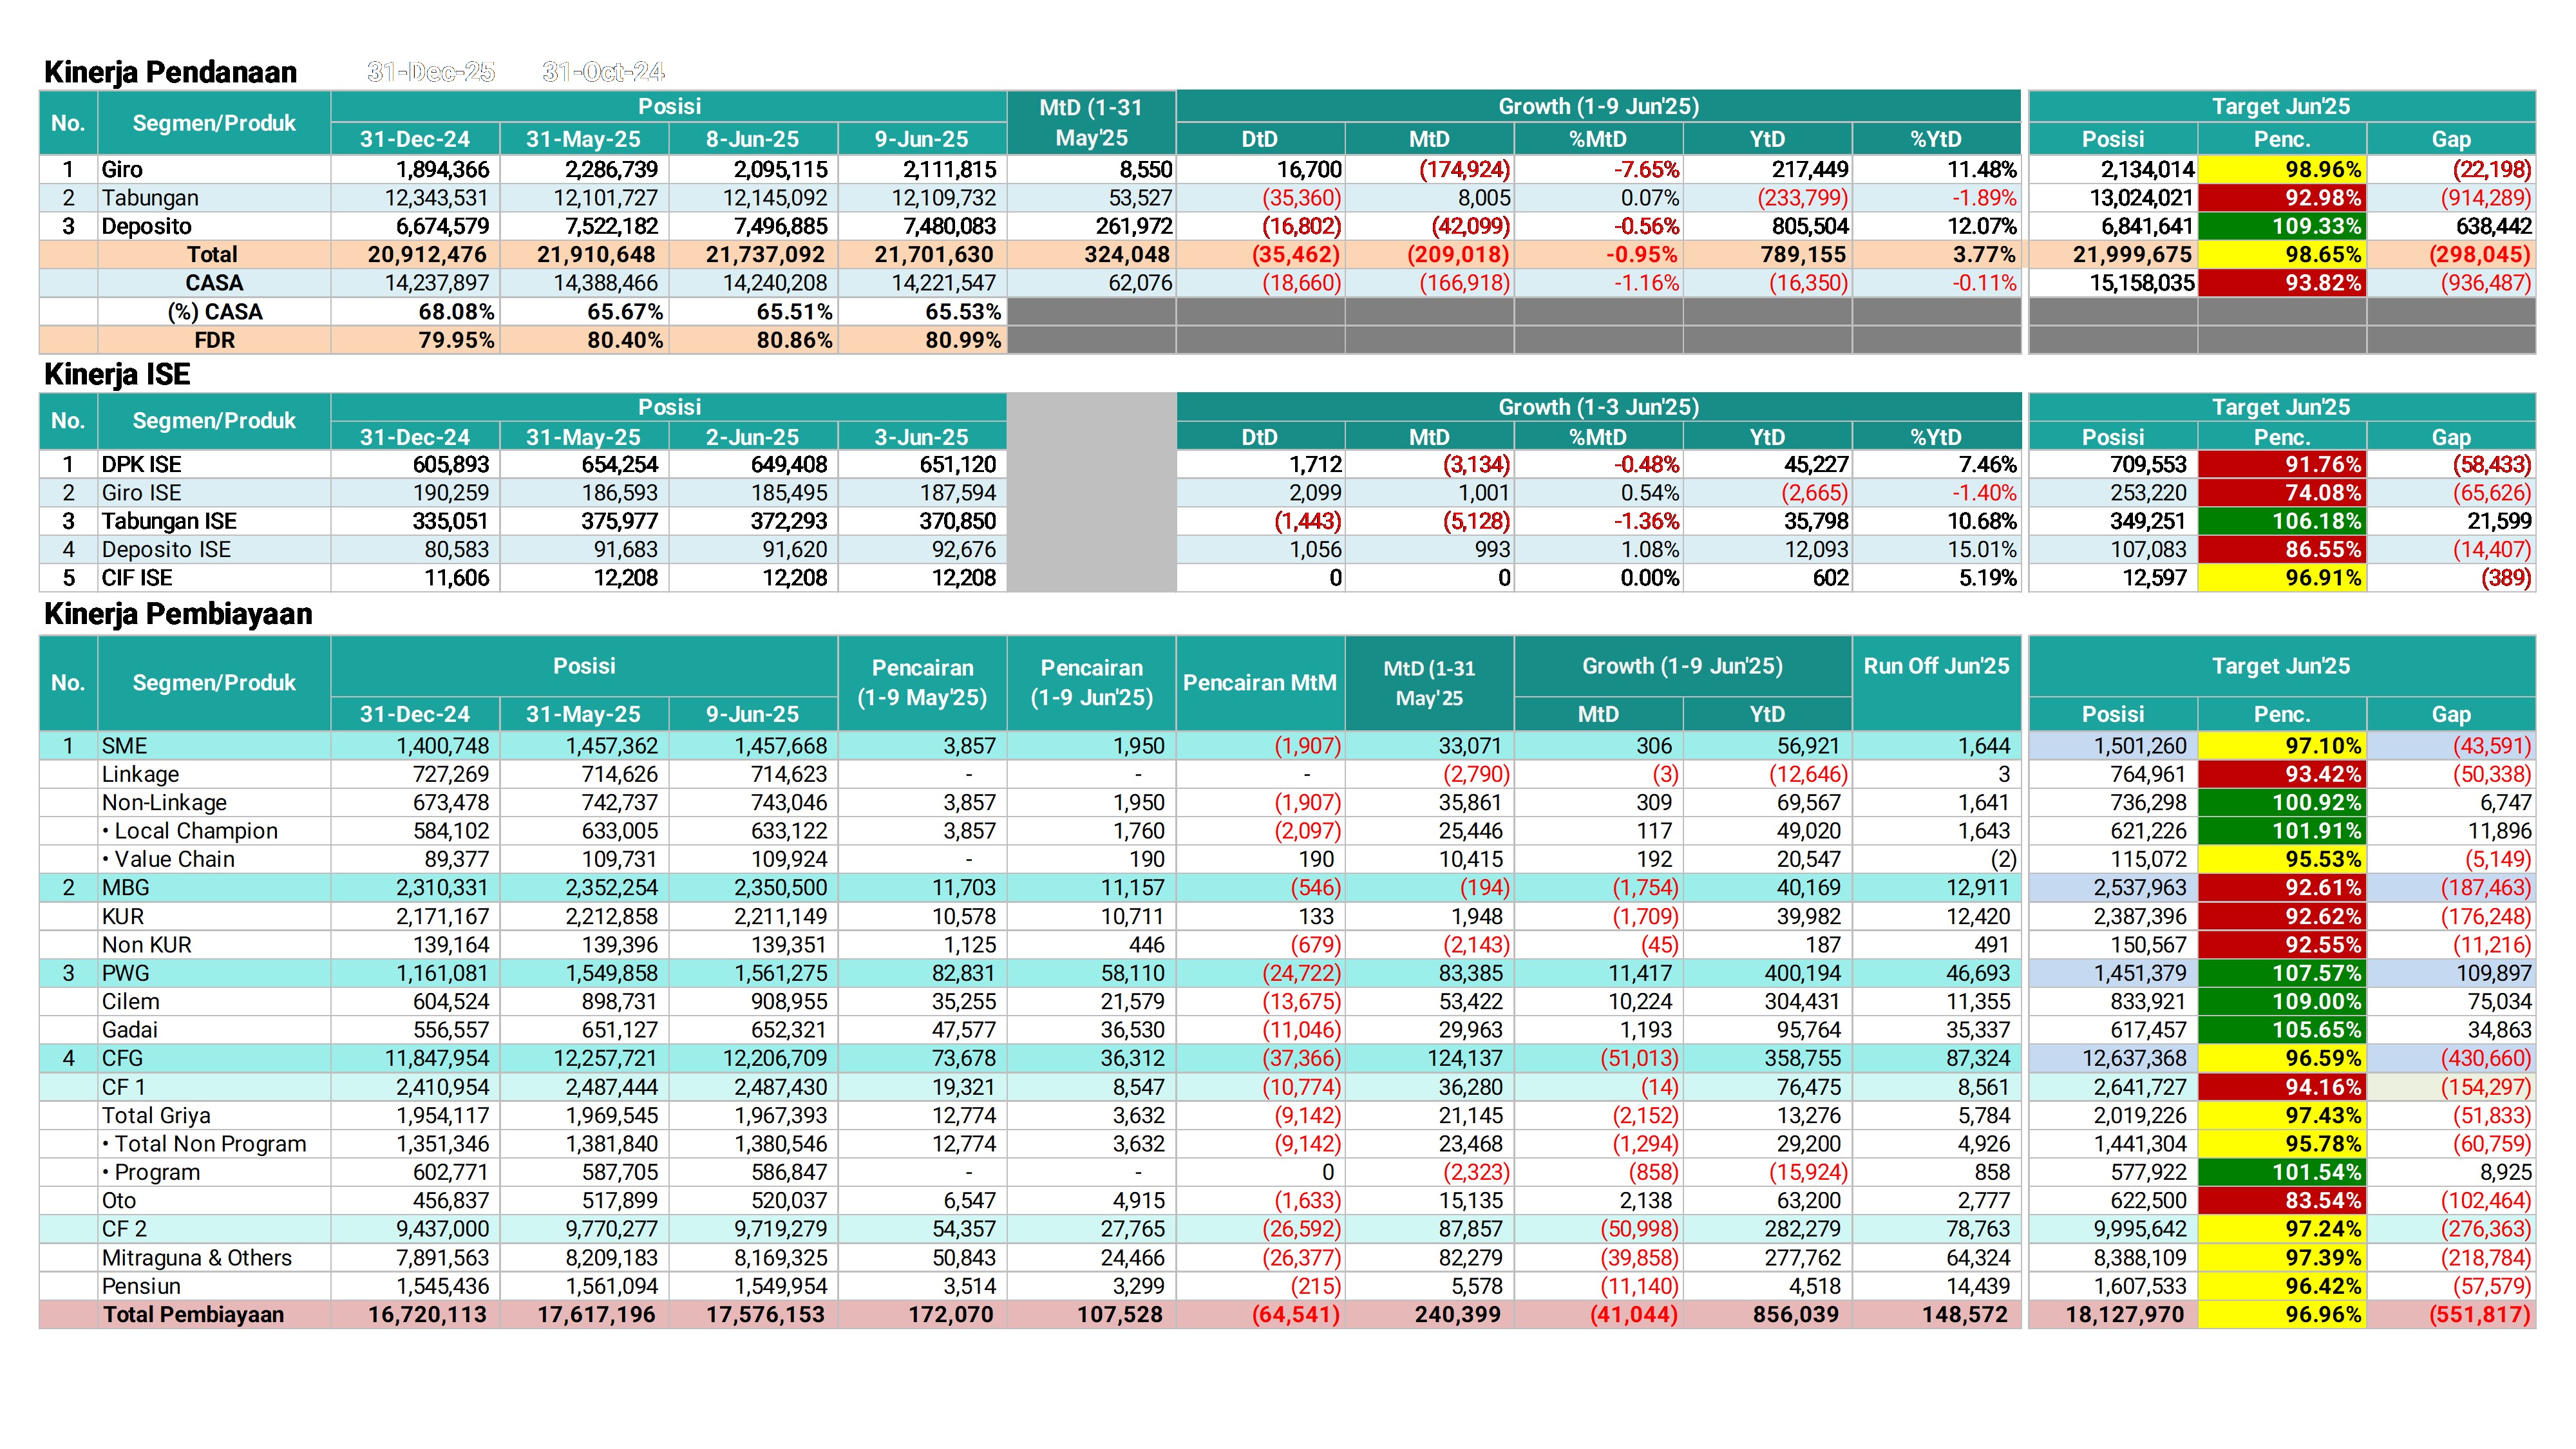 Kinerja Pendanaan 31-Dec-25 31-Oct-24
No. Segmen/Produk Posisi MtD (1-31 May'25 Growth (1-9 Jun'25) Target Jun'25
31-Dec-24 31-May-25 8-Jun-25 9-Jun-25 DtD MtD %MtD YtD %YtD Posisi Penc. Gap
1 Giro 1,894,366 2,286,739 2,095,115 2,111,815 8,550 16,700 (174,924) -7.65% 217,449 11.48% 2,134,014 98.96% (22,198)
2 Tabungan 12,343,531 12,101,727 12,145,092 12,109,732 53,527 (35,360) 8,005 0.07% (233,799) -1.89% 13,024,021 92.98% (914,289)
3 Deposito 6,674,579 7,522,182 7,496,885 7,480,083 261,972 (16,802) (42,099) -0.56% 805,504 12.07% 6,841,641 109.33% 638,442
Total 20,912,476 21,910,648 21,737,092 21,701,630 324,048 (35,462) (209,018) -0.95% 789,155 3.77% 21,999,675 98.65% (298,045)
CASA 14,237,897 14,388,466 14,240,208 14,221,547 62,076 (18,660) (166,918) -1.16% (16,350) -0.11% 15,158,035 93.82% (936,487)
(%) CASA 68.08% 65.67% 65.51% 65.53%
FDR 79.95% 80.40% 80.86% 80.99%
Kinerja ISE
No. Segmen/Produk Posisi Growth (1-3 Jun'25) Target Jun'25
31-Dec-24 31-May-25 2-Jun-25 3-Jun-25 DtD MtD %MtD YtD %YtD Posisi Penc. Gap
1 DPK ISE 605,893 654,254 649,408 651,120 1,712 (3,134) -0.48% 45,227 7.46% 709,553 91.76% (58,433)
2 Giro ISE 190,259 186,593 185,495 187,594 2,099 1,001 0.54% (2,665) -1.40% 253,220 74.08% (65,626)
3 Tabungan ISE 335,051 375,977 372,293 370,850 (1,443) (5,128) -1.36% 35,798 10.68% 349,251 106.18% 21,599
4 Deposito ISE 80,583 91,683 91,620 92,676 1,056 993 1.08% 12,093 15.01% 107,083 86.55% (14,407)
5 CIF ISE 11,606 12,208 12,208 12,208 0 0 0.00% 602 5.19% 12,597 96.91% (389)
Kinerja Pembiayaan
No. Segmen/Produk Posisi Pencairan (1-9 May'25) Pencairan (1-9 Jun'25) Pencairan MtM MtD (1-31 May'25 Growth (1-9 Jun'25) Run Off Jun'25 Target Jun'25
31-Dec-24 31-May-25 9-Jun-25 MtD YtD Posisi Penc. Gap
1 SME 1,400,748 1,457,362 1,457,668 3,857 1,950 (1,907) 33,071 306 56,921 1,644 1,501,260 97.10% (43,591)
Linkage 727,269 714,626 714,623 - - - (2,790) (3) (12,646) 3 764,961 93.42% (50,338)
Non-Linkage 673,478 742,737 743,046 3,857 1,950 (1,907) 35,861 309 69,567 1,641 736,298 100.92% 6,747
• Local Champion 584,102 633,005 633,122 3,857 1,760 (2,097) 25,446 117 49,020 1,643 621,226 101.91% 11,896
• Value Chain 89,377 109,731 109,924 - 190 190 10,415 192 20,547 (2) 115,072 95.53% (5,149)
2 MBG 2,310,331 2,352,254 2,350,500 11,703 11,157 (546) (194) (1,754) 40,169 12,911 2,537,963 92.61% (187,463)
KUR 2,171,167 2,212,858 2,211,149 10,578 10,711 133 1,948 (1,709) 39,982 12,420 2,387,396 92.62% (176,248)
Non KUR 139,164 139,396 139,351 1,125 446 (679) (2,143) (45) 187 491 150,567 92.55% (11,216)
3 PWG 1,161,081 1,549,858 1,561,275 82,831 58,110 (24,722) 83,385 11,417 400,194 46,693 1,451,379 107.57% 109,897
Cilem 604,524 898,731 908,955 35,255 21,579 (13,675) 53,422 10,224 304,431 11,355 833,921 109.00% 75,034
Gadai 556,557 651,127 652,321 47,577 36,530 (11,046) 29,963 1,193 95,764 35,337 617,457 105.65% 34,863
4 CFG 11,847,954 12,257,721 12,206,709 73,678 36,312 (37,366) 124,137 (51,013) 358,755 87,324 12,637,368 96.59% (430,660)
CF 1 2,410,954 2,487,444 2,487,430 19,321 8,547 (10,774) 36,280 (14) 76,475 8,561 2,641,727 94.16% (154,297)
Total Griya 1,954,117 1,969,545 1,967,393 12,774 3,632 (9,142) 21,145 (2,152) 13,276 5,784 2,019,226 97.43% (51,833)
• Total Non Program 1,351,346 1,381,840 1,380,546 12,774 3,632 (9,142) 23,468 (1,294) 29,200 4,926 1,441,304 95.78% (60,759)
• Program 602,771 587,705 586,847 - - 0 (2,323) (858) (15,924) 858 577,922 101.54% 8,925
Oto 456,837 517,899 520,037 6,547 4,915 (1,633) 15,135 2,138 63,200 2,777 622,500 83.54% (102,464)
CF 2 9,437,000 9,770,277 9,719,279 54,357 27,765 (26,592) 87,857 (50,998) 282,279 78,763 9,995,642 97.24% (276,363)
Mitraguna & Others 7,891,563 8,209,183 8,169,325 50,843 24,466 (26,377) 82,279 (39,858) 277,762 64,324 8,388,109 97.39% (218,784)
Pensiun 1,545,436 1,561,094 1,549,954 3,514 3,299 (215) 5,578 (11,140) 4,518 14,439 1,607,533 96.42% (57,579)
Total Pembiayaan 16,720,113 17,617,196 17,576,153 172,070 107,528 (64,541) 240,399 (41,044) 856,039 148,572 18,127,970 96.96% (551,817)